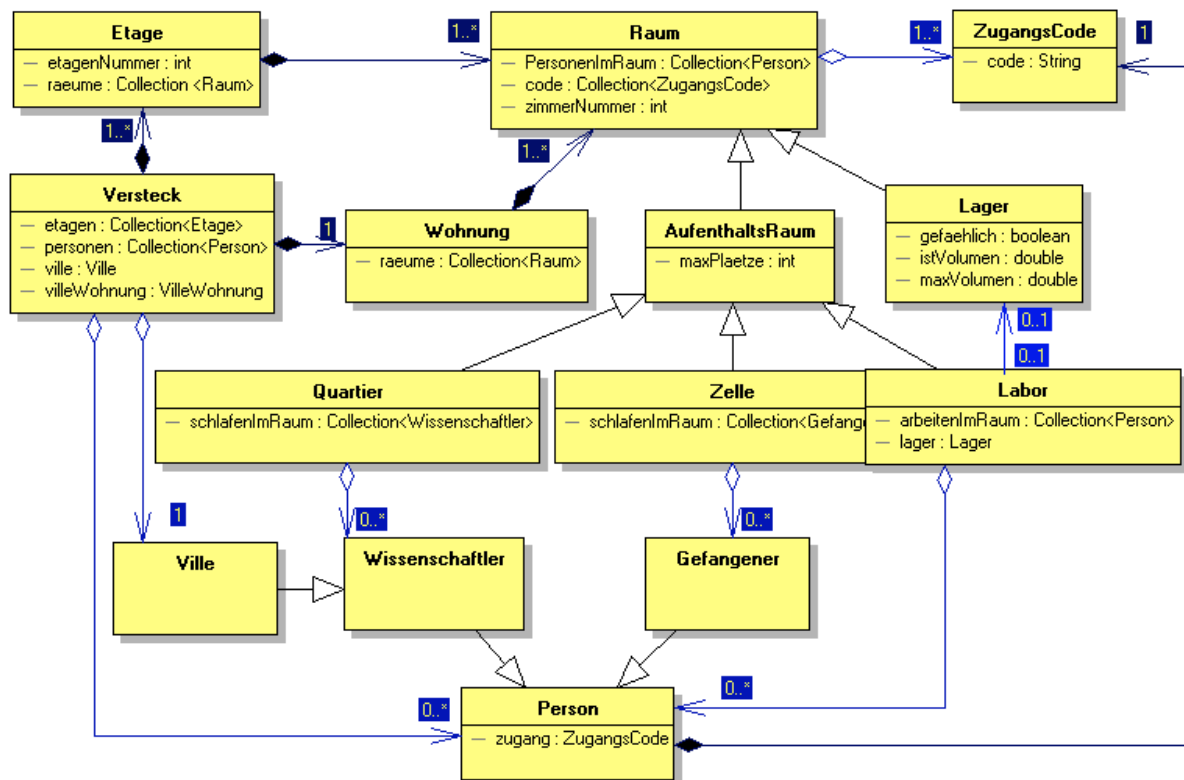 Etage
— etagenNummer : int
— raeume : Collection <Raum>
1..*
Raum
— PersonenImRaum : Collection<Person>
— code : Collection<ZugangsCode>
— zimmerNummer : int
1..*
ZugangsCode
— code : String
1
1..*
1..*
Versteck
— etagen : Collection<Etage>
— personen : Collection<Person>
— ville : Ville
— villeWohnung : VilleWohnung
1
Wohnung
— raeume : Collection<Raum>
AufenthaltsRaum
— maxPlaetze : int
Lager
— gefaehlich : boolean
— istVolumen : double
— maxVolumen : double
0..1
0..1
Quartier
— schlafenImRaum : Collection<Wissenschaftler>
Zelle
— schlafenImRaum : Collection<Gefange
Labor
— arbeitenImRaum : Collection<Person>
— lager : Lager
1
0..*
0..*
Ville
Wissenschaftler
Gefangener
0..*
0..*
Person
— zugang : ZugangsCode